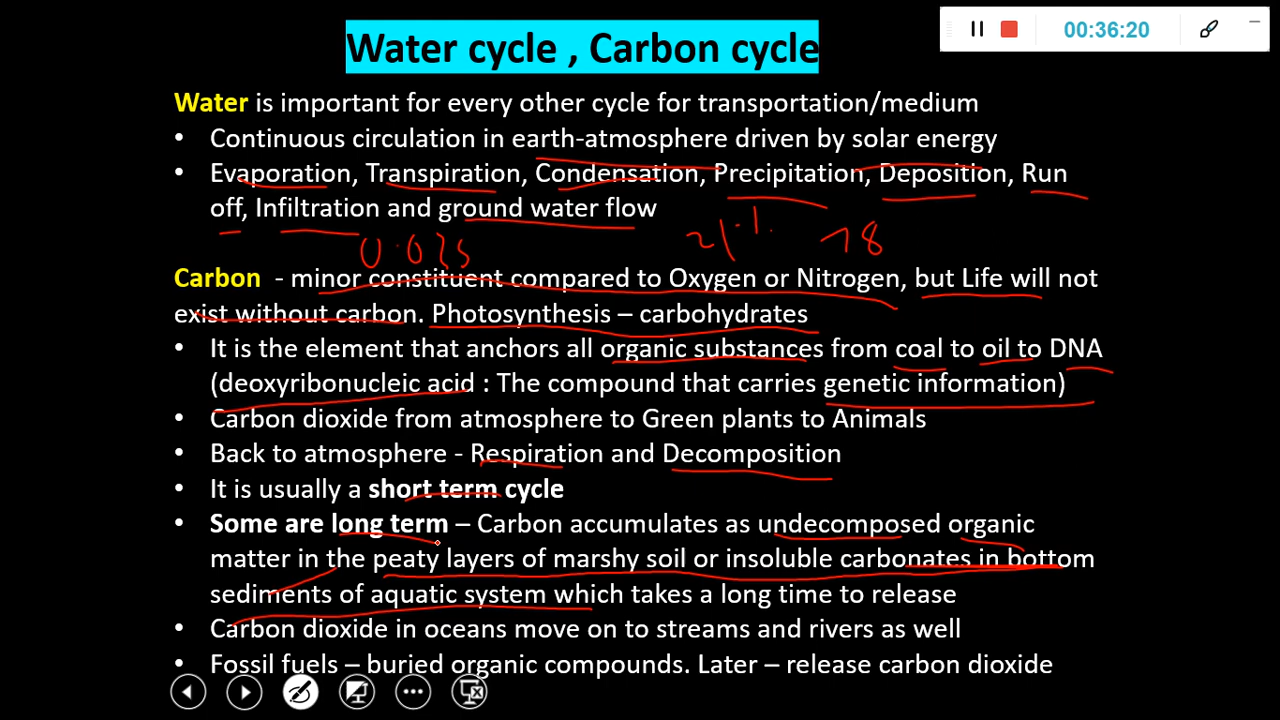 00:36:20
Water cycle , Carbon cycle
Water is important for every other cycle for transportation/medium
• Continuous circulation in earth-atmosphere driven by solar energy
• Evaporation, Transpiration, Condensation, Precipitation, Deposition, Run
off, Infiltration and ground water flow
21% 78
Carbon - minor constituent compared to Oxygen or Nitrogen, but Life will not
exist without carbon. Photosynthesis – carbohydrates
• It is the element that anchors all organic substances from coal to oil to DNA
(deoxyribonucleic acid : The compound that carries genetic information)
• Carbon dioxide from atmosphere to Green plants to Animals
• Back to atmosphere - Respiration and Decomposition
• It is usually a short term cycle
• Some are long term – Carbon accumulates as undecomposed organic
matter in the peaty layers of marshy soil or insoluble carbonates in bottom
sediments of aquatic system which takes a long time to release
• Carbon dioxide in oceans move on to streams and rivers as well
• Fossil fuels – buried organic compounds. Later – release carbon dioxide